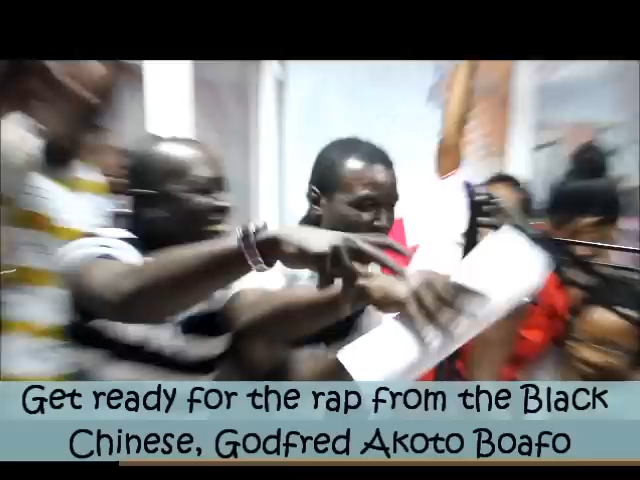 Get ready for the rap from the Black
Chinese, Godfred Akoto Boafo